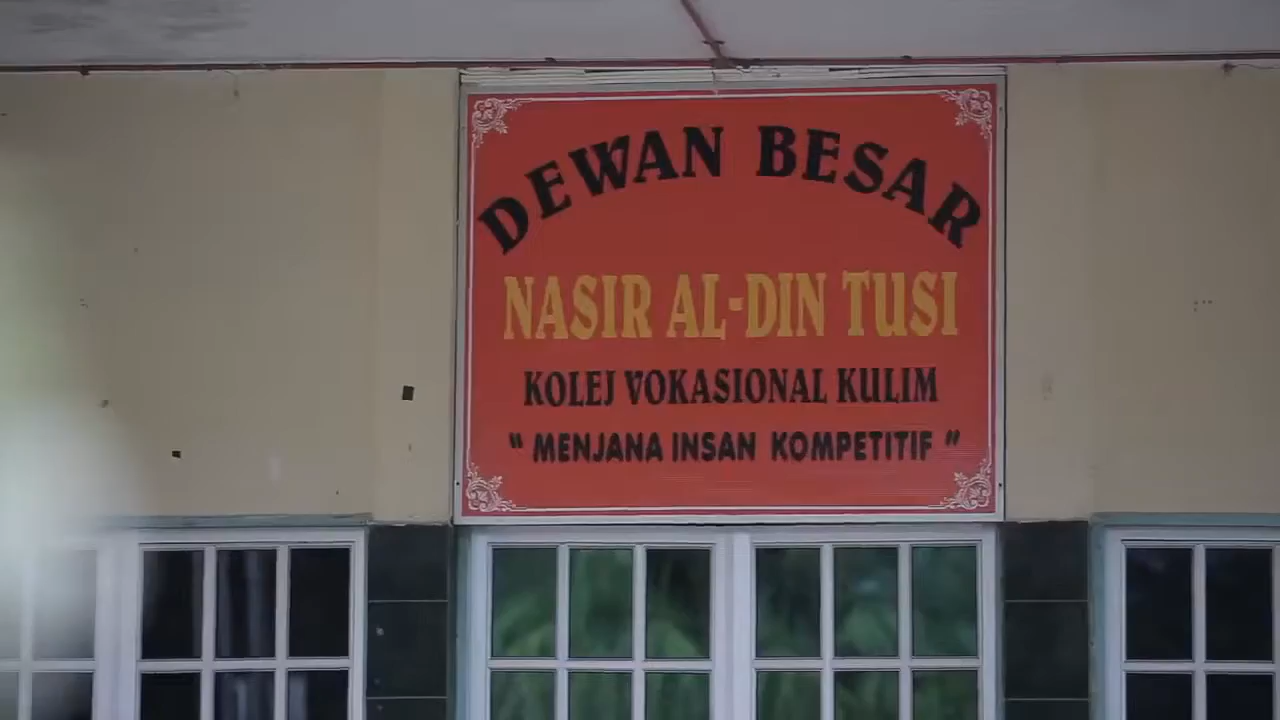 DEWAN BESAR
NASIR AL-DIN TUSI
KOLEJ VOKASIONAL KULIM
" MENJANA INSAN KOMPETITIF "